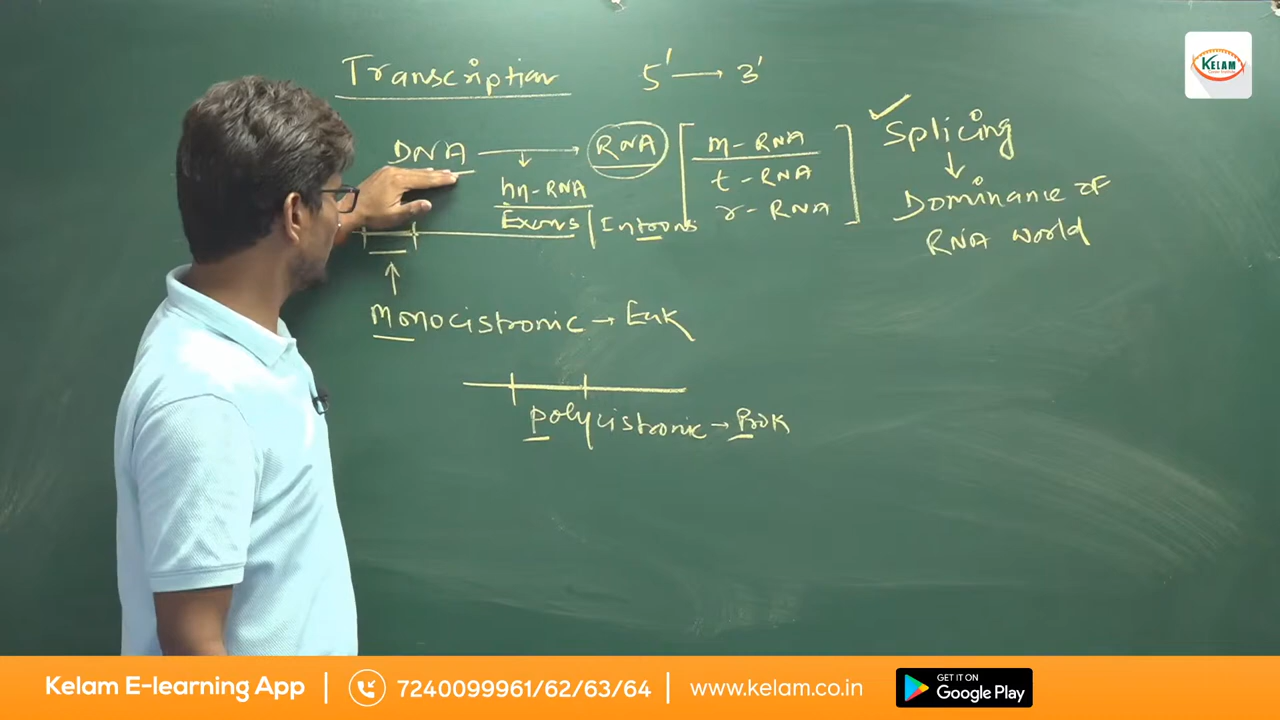 Transcription 5' → 3'
DNA → RNA
hη-RNA
Exons / Introns
m-RNA
t-RNA
r-RNA
✓ Splicing
↓
Dominance of
RNA world
Monocistronic → Euk
Polycistronic → Prok
KELAM
Kelam E-learning App
7240099961/62/63/64
www.kelam.co.in
GET IT ON
Google Play